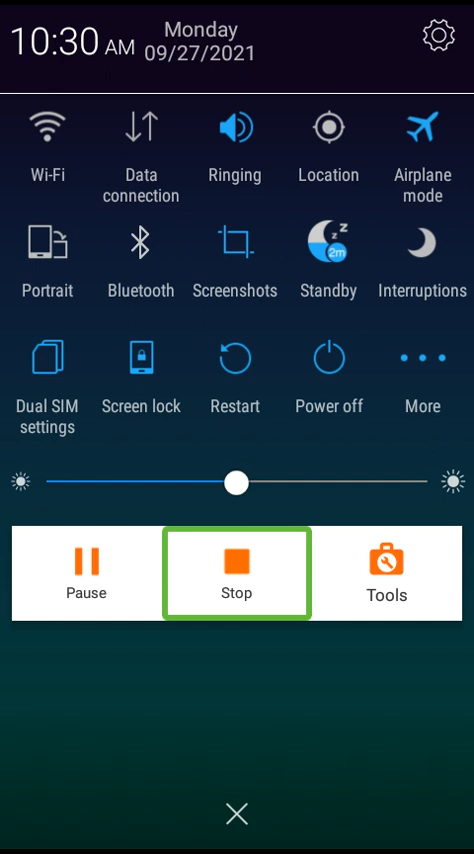 10:30 AM
Monday
09/27/2021
Wi-Fi
Data
connection
Ringing
Location
Airplane
mode
Portrait
Bluetooth
Screenshots
z
z
2m
Standby
Interruptions
Dual SIM
settings
Screen lock
Restart
Power off
More
Pause
Stop
Tools